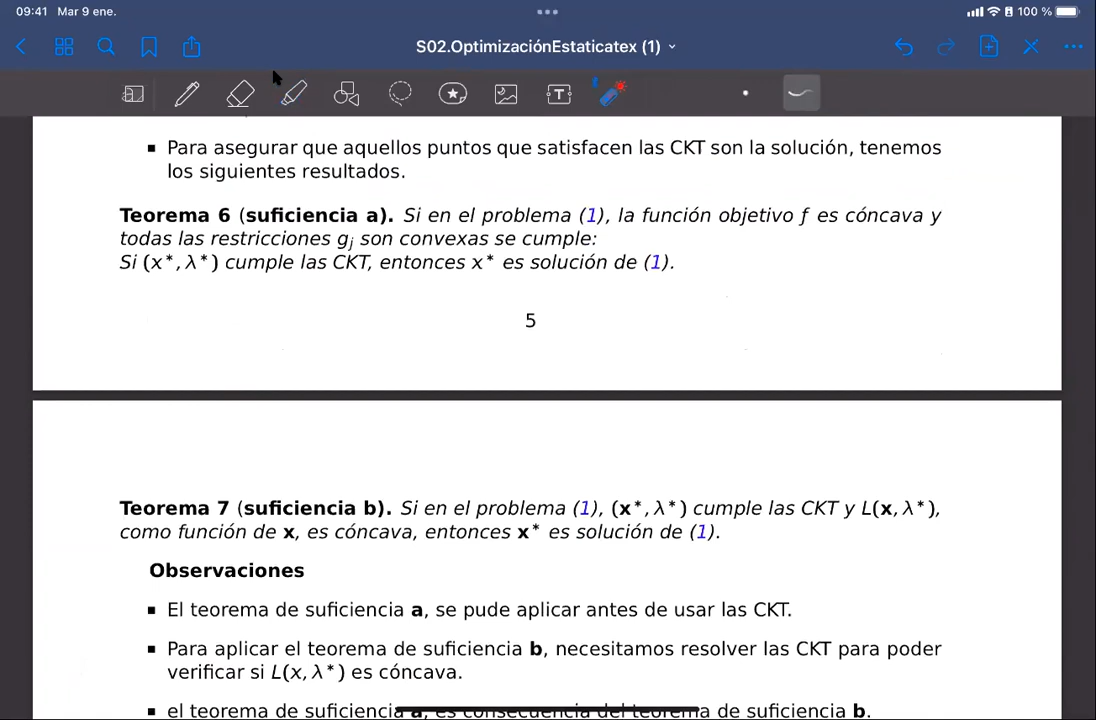 09:41 Mar 9 ene.
100 %
S02.OptimizaciónEstaticatex (1)
▪ Para asegurar que aquellos puntos que satisfacen las CKT son la solución, tenemos
los siguientes resultados.
Teorema 6 (suficiencia a). Si en el problema (1), la función objetivo f es cóncava y
todas las restricciones gⱼ son convexas se cumple:
Si (x*, λ*) cumple las CKT, entonces x* es solución de (1).
5
Teorema 7 (suficiencia b). Si en el problema (1), (x*, λ*) cumple las CKT y L(x, λ*),
como función de x, es cóncava, entonces x* es solución de (1).
Observaciones
▪ El teorema de suficiencia a, se pude aplicar antes de usar las CKT.
▪ Para aplicar el teorema de suficiencia b, necesitamos resolver las CKT para poder
verificar si L(x, λ*) es cóncava.
▪ el teorema de suficiencia a, es consecuencia del teorema de suficiencia b.